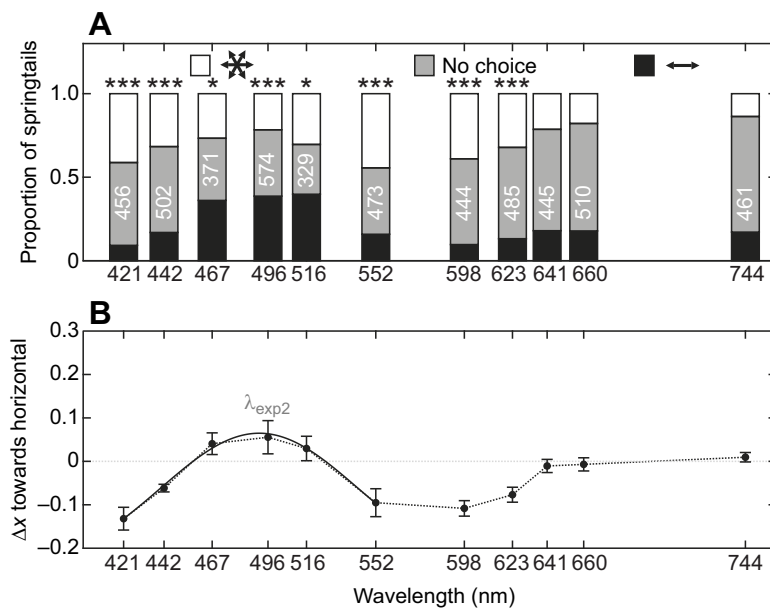 A
No choice
*** *** * *** * *** *** ***
Proportion of springtails
1.0
0.5
0
456 502 371 574 329 473 444 485 445 510 461
421 442 467 496 516 552 598 623 641 660 744
B
Δx towards horizontal
0.3
0.2
0.1
0
–0.1
–0.2
λexp2
421 442 467 496 516 552 598 623 641 660 744
Wavelength (nm)